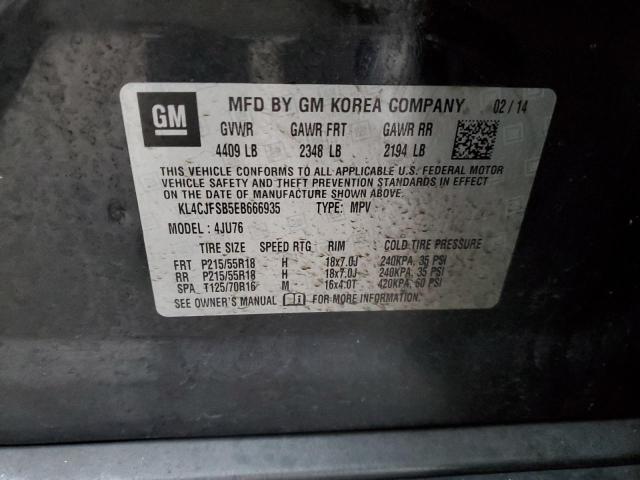 GM MFD BY GM KOREA COMPANY 02 / 14
GVWR GAWR FRT GAWR RR
4409 LB 2348 LB 2194 LB
THIS VEHICLE CONFORMS TO ALL APPLICABLE U.S. FEDERAL MOTOR
VEHICLE SAFETY AND THEFT PREVENTION STANDARDS IN EFFECT
ON THE DATE OF MANUFACTURE SHOWN ABOVE.
KL4CJFSB5EB666935 TYPE: MPV
MODEL : 4JU76
TIRE SIZE SPEED RTG RIM COLD TIRE PRESSURE
FRT P215/55R18 H 18x7.0J 240KPA, 35 PSI
RR P215/55R18 H 18x7.0J 240KPA, 35 PSI
SPA T125/70R16 M 16x4.0T 420KPA, 60 PSI
SEE OWNER'S MANUAL FOR MORE INFORMATION.